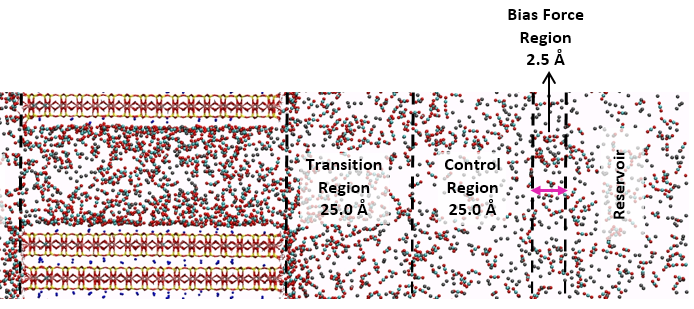 Bias Force
Region
2.5 Å
Transition
Region
25.0 Å
Control
Region
25.0 Å
Reservoir